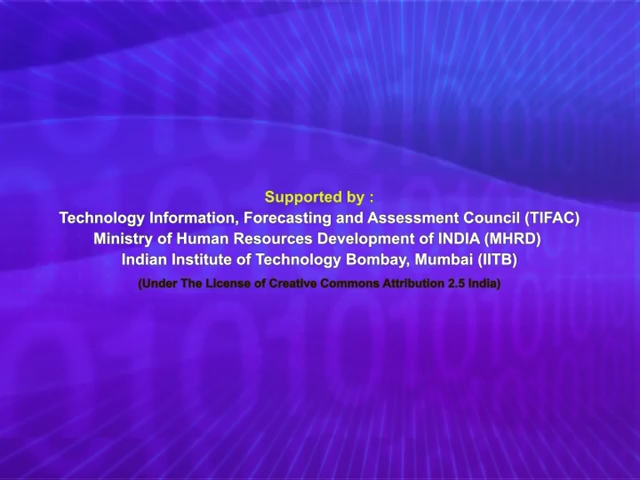 Supported by :
Technology Information, Forecasting and Assessment Council (TIFAC)
Ministry of Human Resources Development of INDIA (MHRD)
Indian Institute of Technology Bombay, Mumbai (IITB)
(Under The License of Creative Commons Attribution 2.5 India)